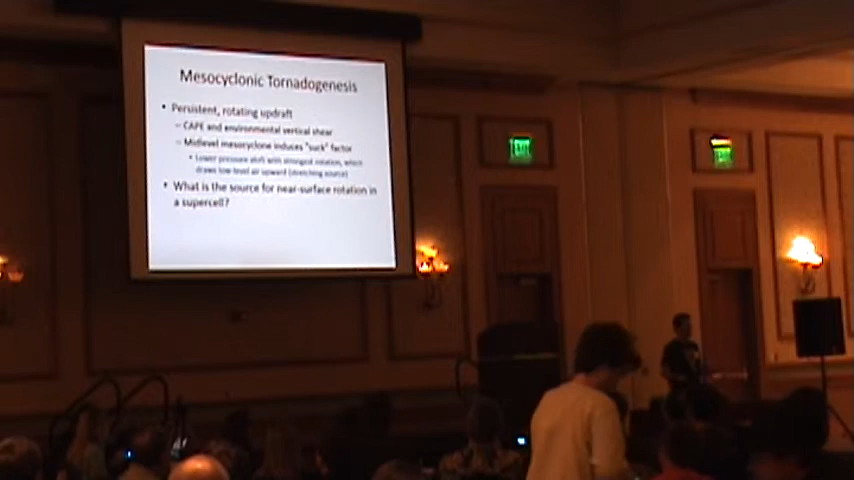 Mesocyclonic Tornadogenesis
• Persistent, rotating updraft
– CAPE and environmental vertical shear
– Midlevel mesocyclone induces "suck" factor
• Lower pressure aloft with strongest rotation, which
draws low-level air upward (stretching source)
• What is the source for near-surface rotation in
a supercell?
EXIT
EXIT